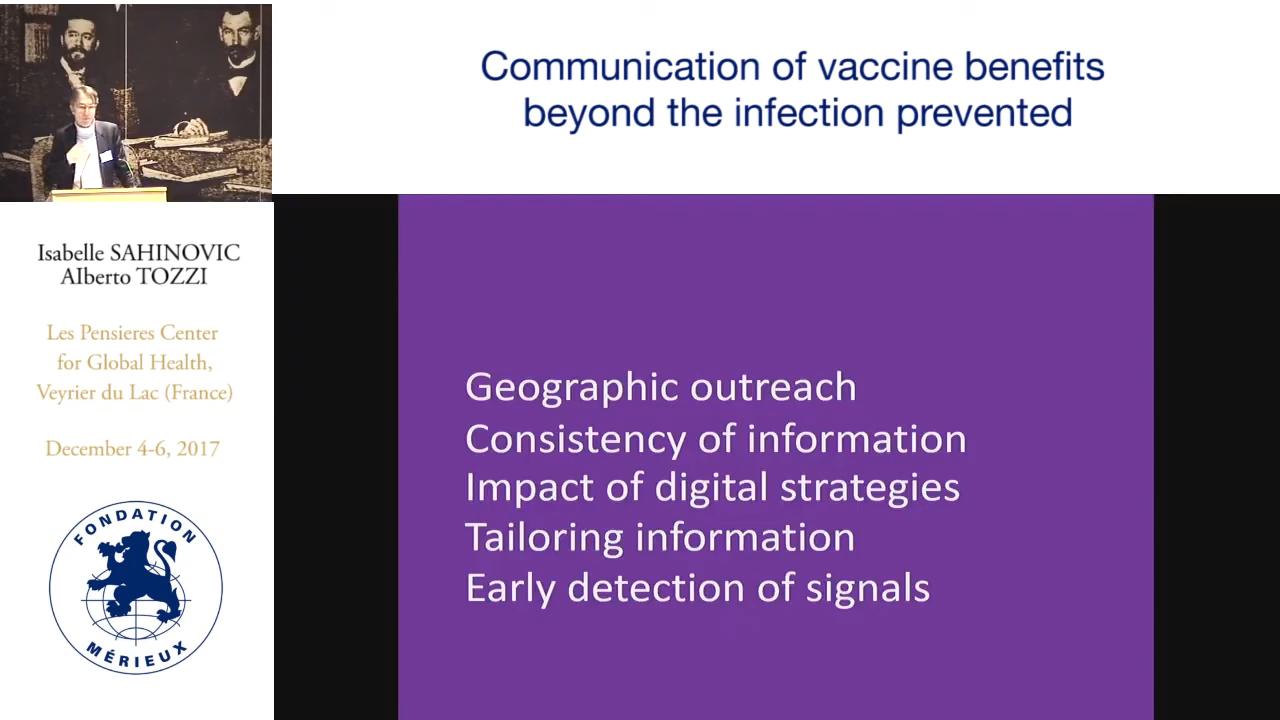 Communication of vaccine benefits
beyond the infection prevented
Isabelle SAHINOVIC
Alberto TOZZI
Les Pensieres Center
for Global Health,
Veyrier du Lac (France)
December 4-6, 2017
FONDATION
MÉRIEUX
Geographic outreach
Consistency of information
Impact of digital strategies
Tailoring information
Early detection of signals